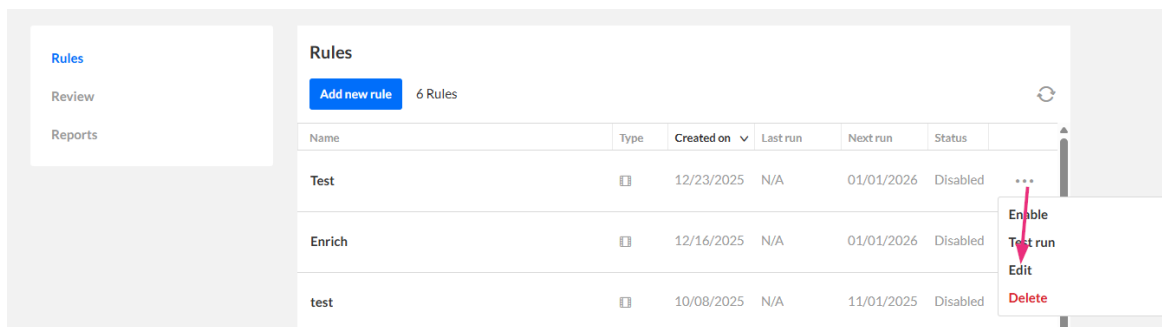 Rules
Review
Reports
Rules
Add new rule 6 Rules
Name Type Created on Last run Next run Status
Test 12/23/2025 N/A 01/01/2026 Disabled
Enable
Enrich 12/16/2025 N/A 01/01/2026 Disabled
Test run
Edit
test 10/08/2025 N/A 11/01/2025 Disabled
Delete